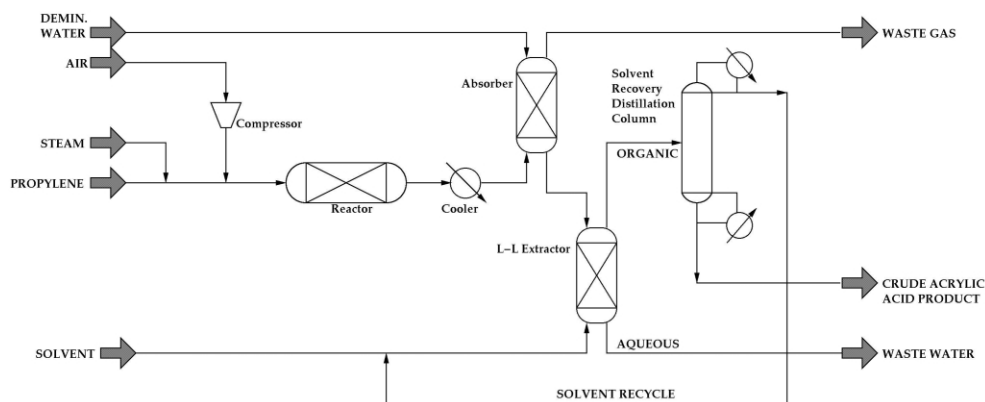 DEMIN.
WATER
AIR
STEAM
PROPYLENE
SOLVENT
Compressor
Reactor
Cooler
Absorber
L–L Extractor
Solvent
Recovery
Distillation
Column
ORGANIC
AQUEOUS
SOLVENT RECYCLE
WASTE GAS
CRUDE ACRYLIC
ACID PRODUCT
WASTE WATER